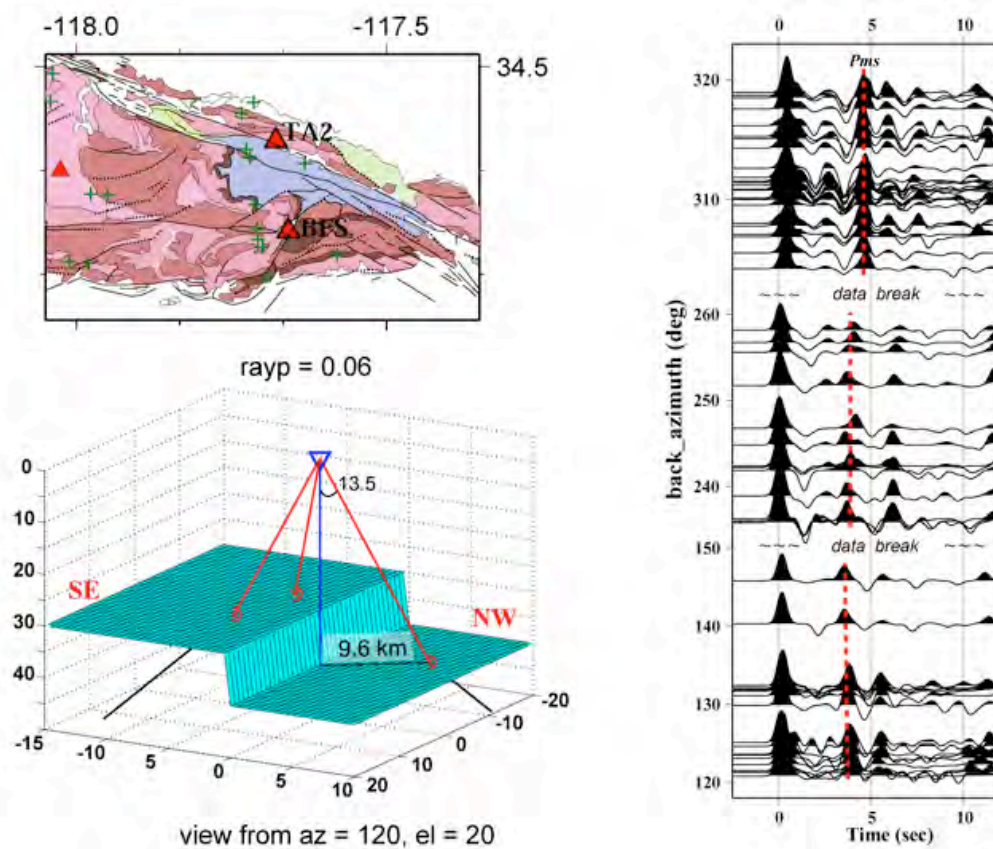 -118.0
-117.5
34.5
TA2
BFS
rayp = 0.06
0
10
20
30
40
13.5
SE
NW
9.6 km
-15
-10
5
0
5
10
20
10
0
-10
-20
view from az = 120, el = 20
0
5
10
Pms
320
310
data break
260
250
240
150
data break
140
130
120
back_azimuth (deg)
0
5
10
Time (sec)